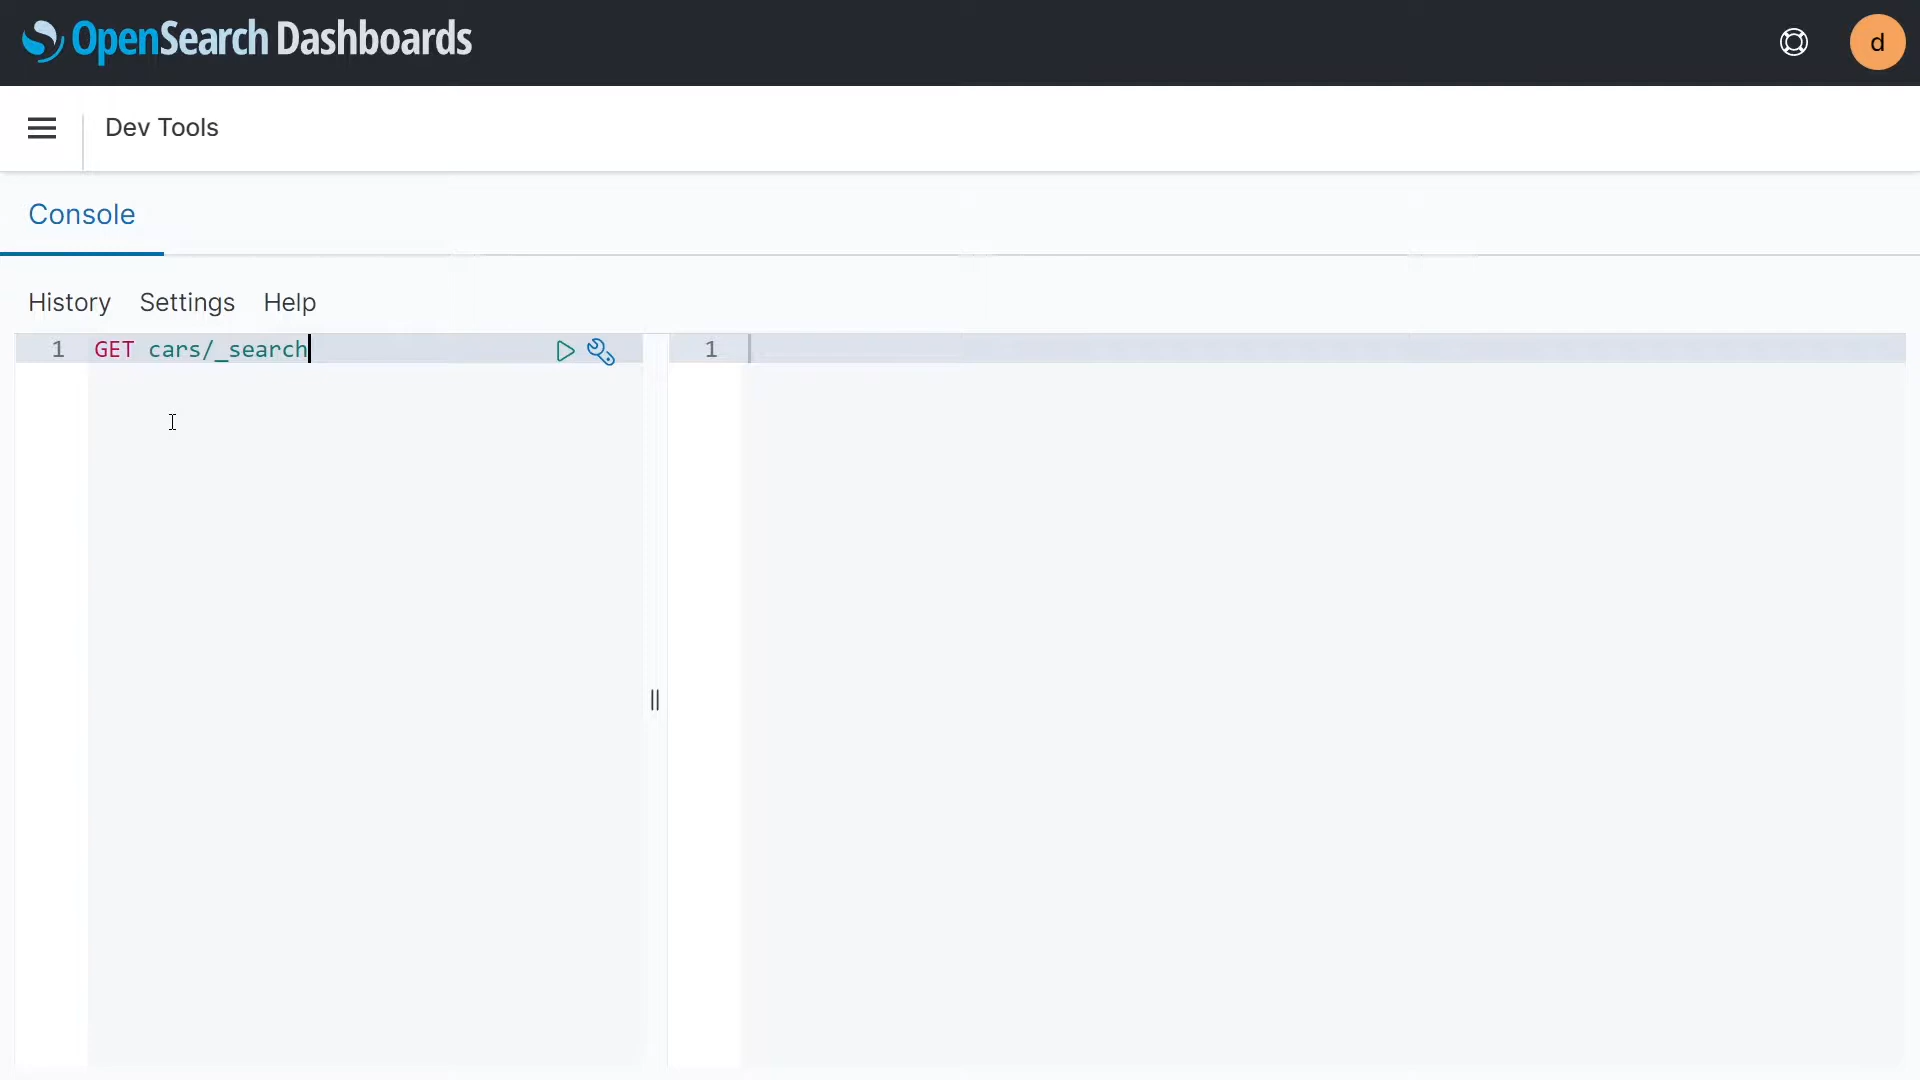 OpenSearch Dashboards
d
Dev Tools
Console
History Settings Help
1 GET cars/_search
1